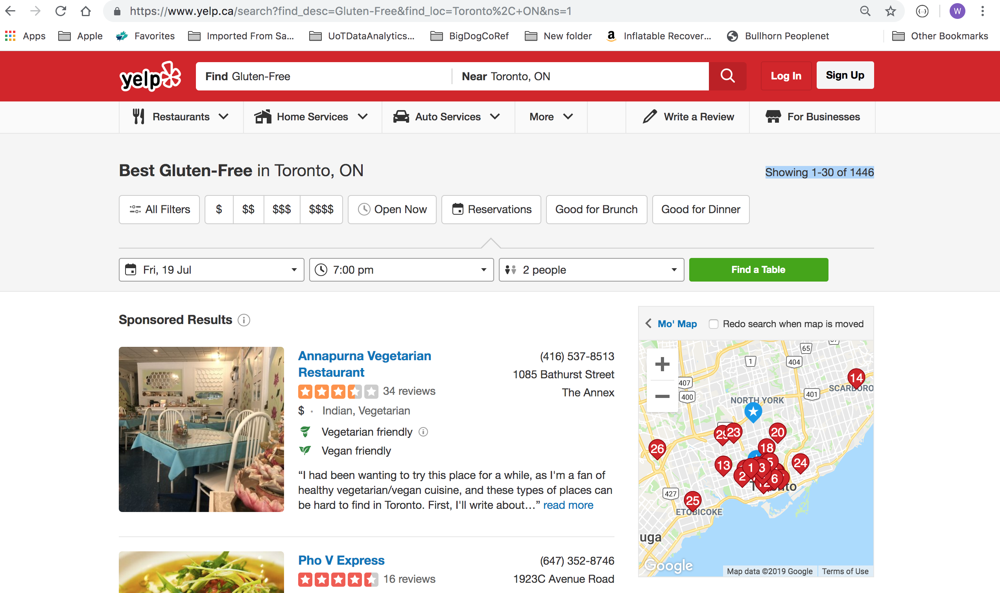 https://www.yelp.ca/search?find_desc=Gluten-Free&find_loc=Toronto%2C+ON&ns=1
W
Apps
Apple
Favorites
Imported From Sa...
UoTDataAnalytics...
BigDogCoRef
New folder
Inflatable Recover...
Bullhorn Peoplenet
Other Bookmarks
yelp
Find Gluten-Free
Near Toronto, ON
Log In
Sign Up
Restaurants
Home Services
Auto Services
More
Write a Review
For Businesses
Best Gluten-Free in Toronto, ON
Showing 1-30 of 1446
All Filters
$
$$
$$$
$$$$
Open Now
Reservations
Good for Brunch
Good for Dinner
Fri, 19 Jul
7:00 pm
2 people
Find a Table
Sponsored Results
Annapurna Vegetarian
Restaurant
34 reviews
$ · Indian, Vegetarian
Vegetarian friendly
Vegan friendly
“I had been wanting to try this place for a while, as I'm a fan of
healthy vegetarian/vegan cuisine, and these types of places can
be hard to find in Toronto. First, I'll write about…” read more
(416) 537-8513
1085 Bathurst Street
The Annex
Pho V Express
16 reviews
(647) 352-8746
1923C Avenue Road
Mo' Map
Redo search when map is moved
65
1
404
14
407
SCARBORO
400
401
NORTH YORK
29
23
20
26
18
13
1
3
5
24
2
12
6
427
25
ETOBICOKE
uga
Google
Map data ©2019 Google
Terms of Use